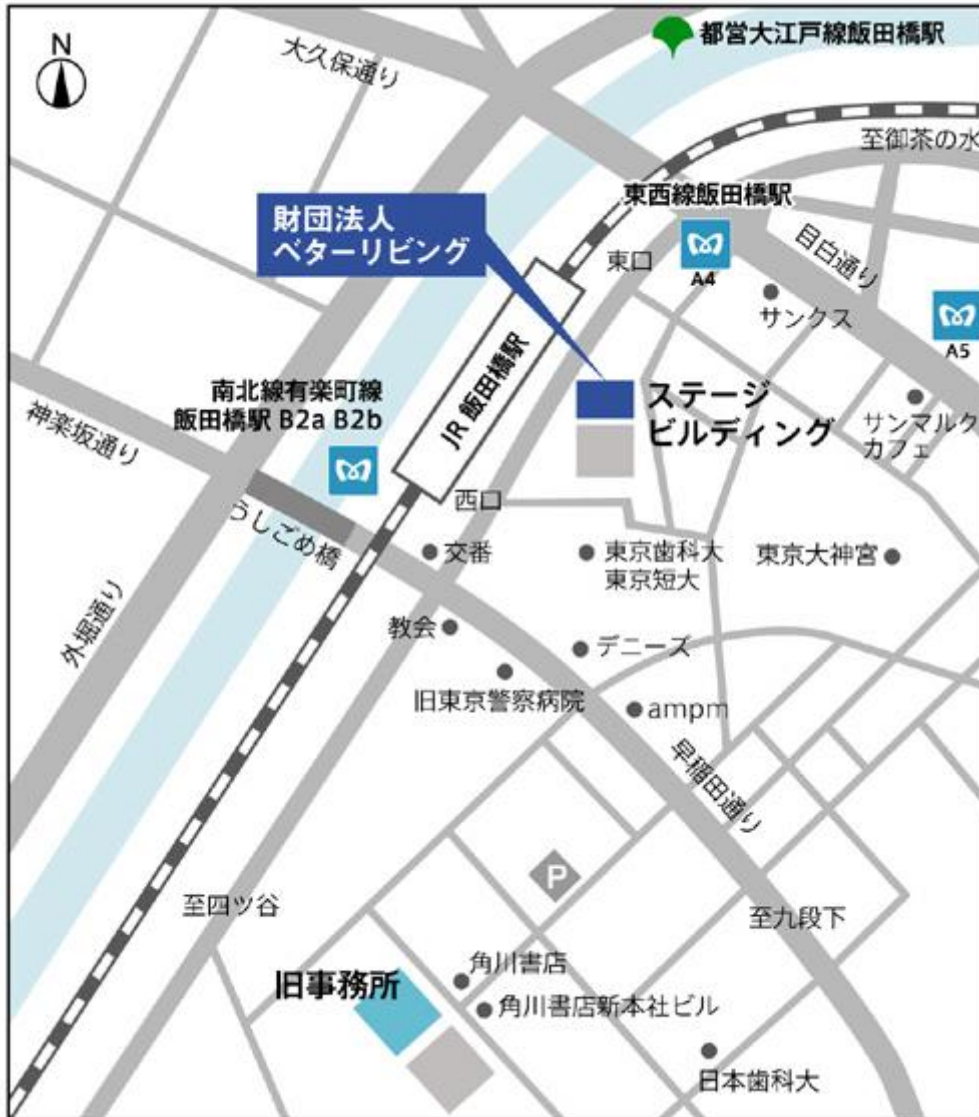 N
大久保通り
都営大江戸線飯田橋駅
至御茶の水
東西線飯田橋駅
財団法人
ベターリビング
東口
A4
目白通り
サンクス
A5
JR 飯田橋駅
南北線有楽町線
飯田橋駅 B2a B2b
神楽坂通り
ステージ
ビルディング
サンマルク
カフェ
西口
うしごめ橋
交番
東京歯科大
東京短大
東京大神宮
外堀通り
教会
デニーズ
旧東京警察病院
ampm
早稲田通り
P
至四ツ谷
至九段下
旧事務所
角川書店
角川書店新本社ビル
日本歯科大